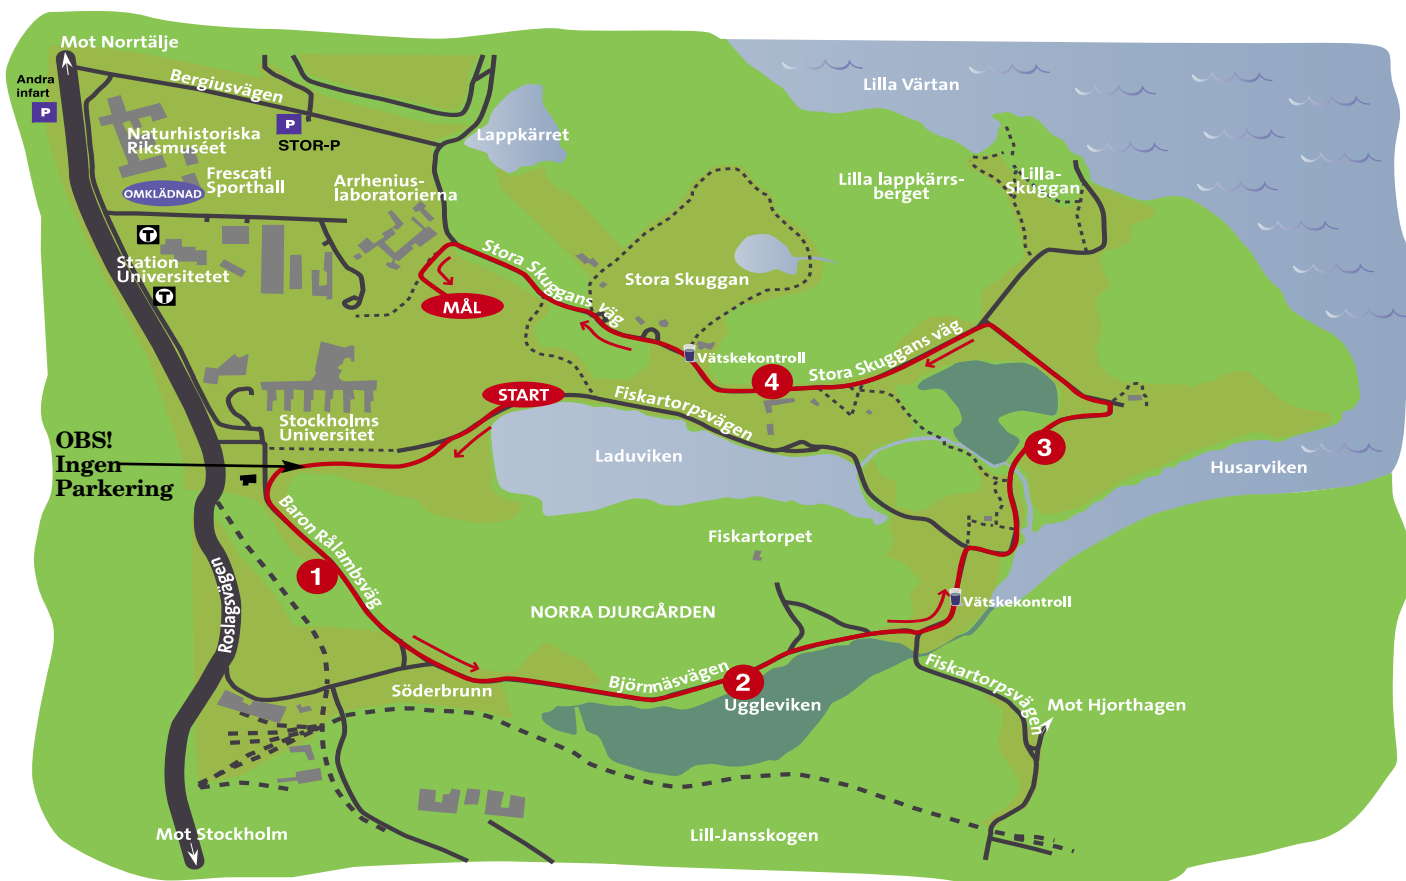 Mot Norrtälje
Andra
infart
P
Bergiusvägen
P
STOR-P
Naturhistoriska
Riksmuséet
Frescati
Sporthall
OMKLÄDNAD
Arrhenius-
laboratorierna
Lappkärret
Lilla Värtan
Lilla lappkärrs-
berget
Lilla-
Skuggan
T
Station
Universitetet
T
Stora Skuggans väg
Stora Skuggan
MÅL
Vätskekontroll
4
Stora Skuggans väg
START
Fiskartorpsvägen
Stockholms
Universitet
OBS!
Ingen
Parkering
Laduviken
3
Husarviken
Baron Rålambsväg
1
Roslagsvägen
Fiskartorpet
NORRA DJURGÅRDEN
Vätskekontroll
Söderbrunn
Björnnäsvägen
2
Uggleviken
Fiskartorpsvägen
Mot Hjorthagen
Mot Stockholm
Lill-Jansskogen